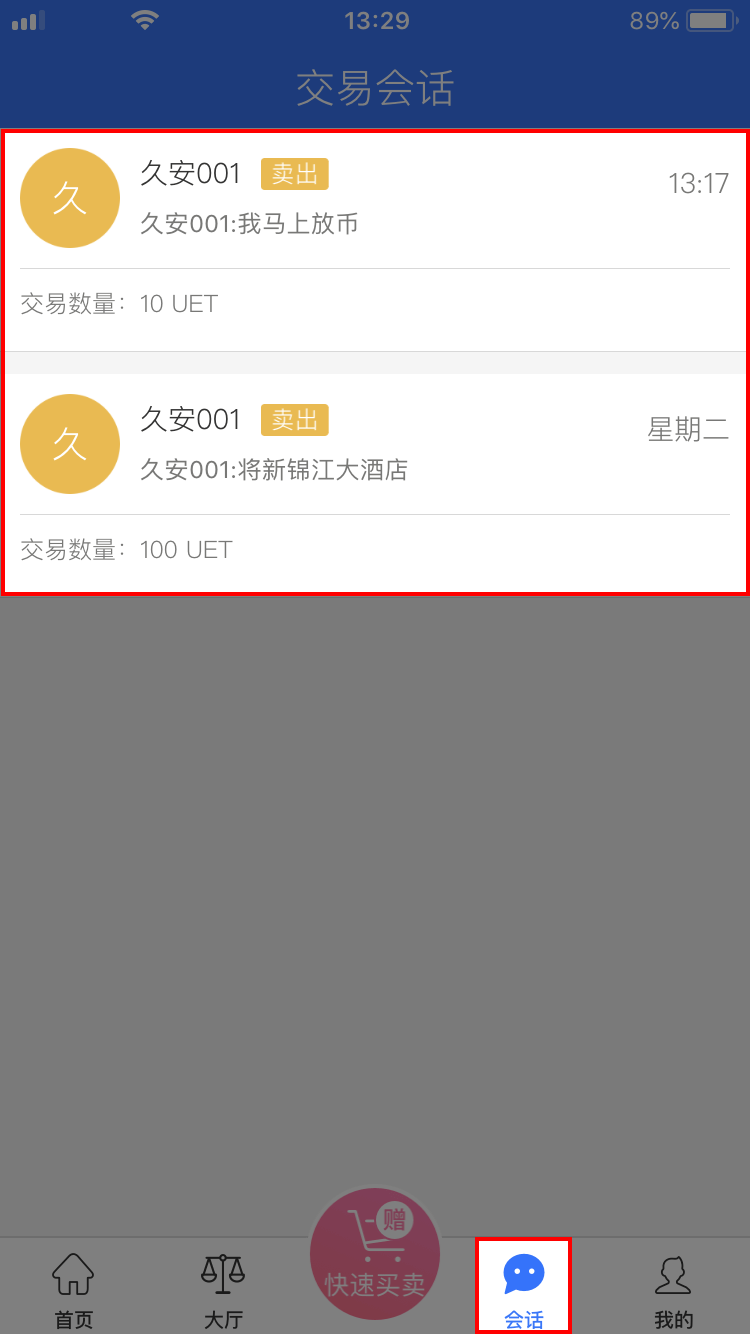 13:29 89%
交易会话
久
久安001 卖出 13:17
久安001:我马上放币
交易数量: 10 UET
久
久安001 卖出 星期二
久安001:将新锦江大酒店
交易数量: 100 UET
赠
快速买卖
首页 大厅 会话 我的